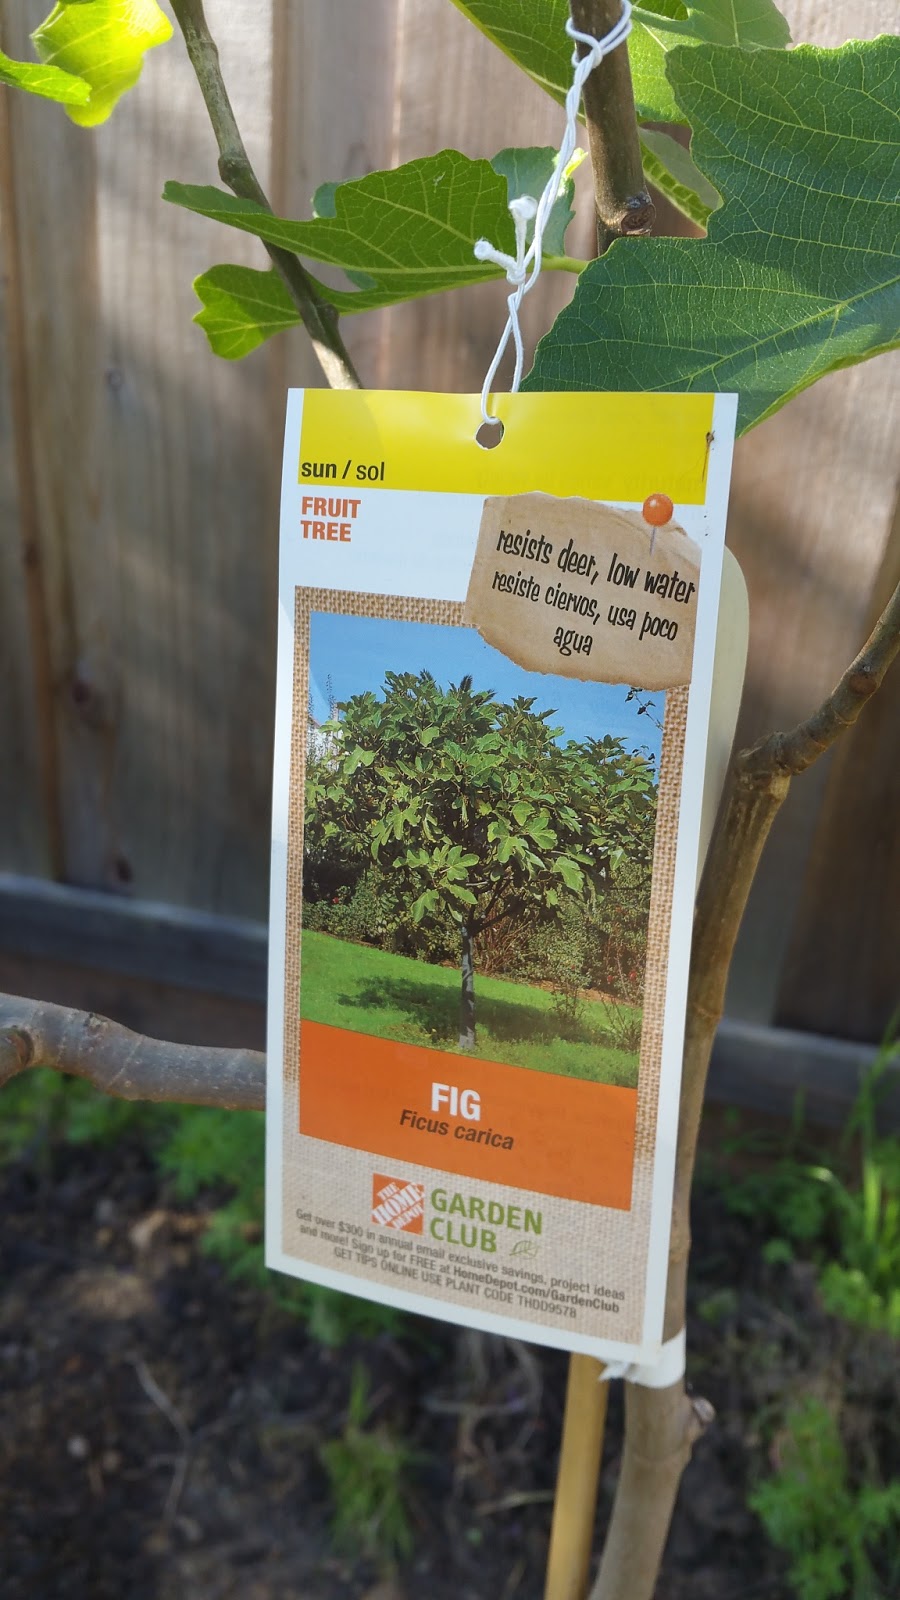 sun / sol
FRUIT
TREE
resists deer, low water
resiste ciervos, usa poco
agua
FIG
Ficus carica
THE
HOME
DEPOT
GARDEN
CLUB
Get over $300 in annual email exclusive savings, project ideas
and more! Sign up for FREE at HomeDepot.com/GardenClub
GET TIPS ONLINE USE PLANT CODE THDD9578